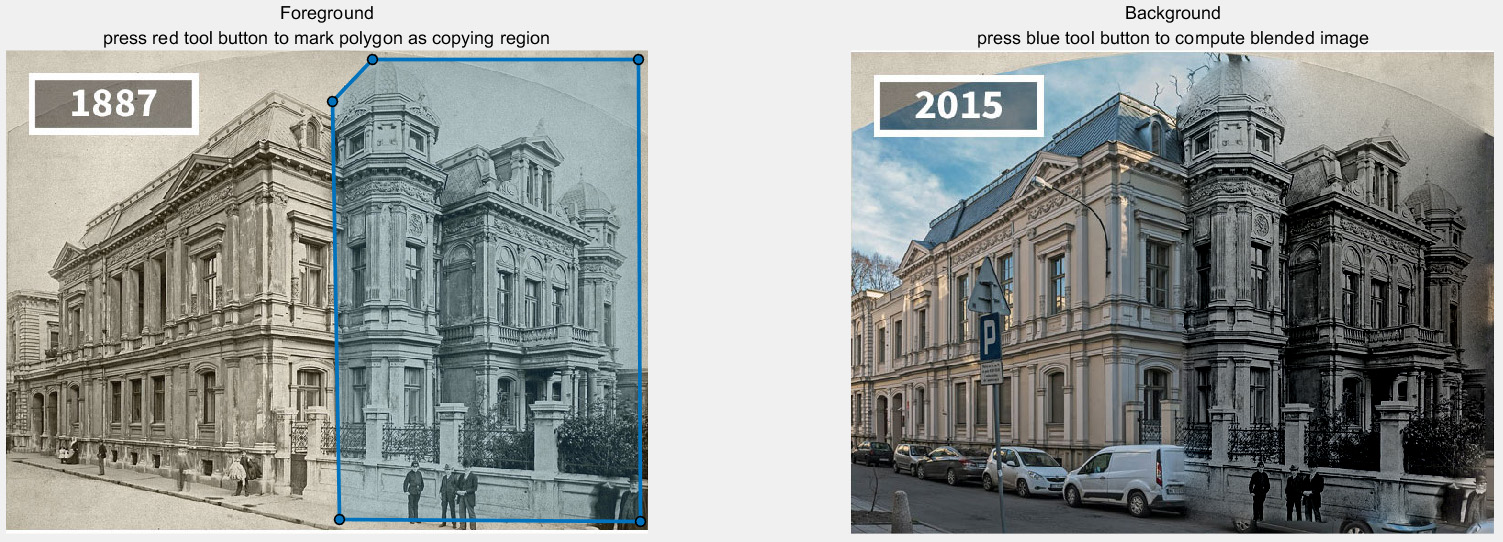 Foreground
press red tool button to mark polygon as copying region
1887
Background
press blue tool button to compute blended image
2015
P